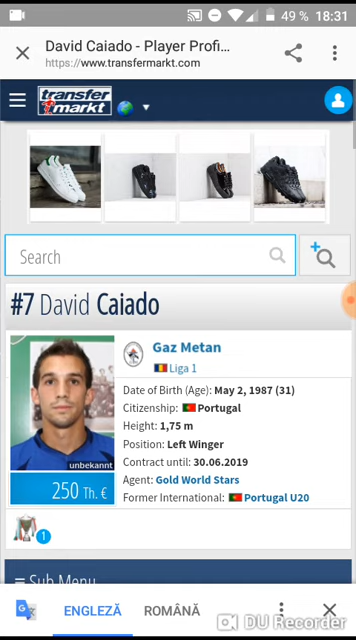 49 % 18:31
David Caiado - Player Profi...
https://www.transfermarkt.com
transfer
markt
Search
#7 David Caiado
Gaz Metan
Liga 1
Date of Birth (Age): May 2, 1987 (31)
Citizenship: Portugal
Height: 1,75 m
Position: Left Winger
Contract until: 30.06.2019
Agent: Gold World Stars
Former International: Portugal U20
unbekannt
250 Th. €
1
Sub Menu
ENGLEZĂ ROMÂNĂ
DU Recorder